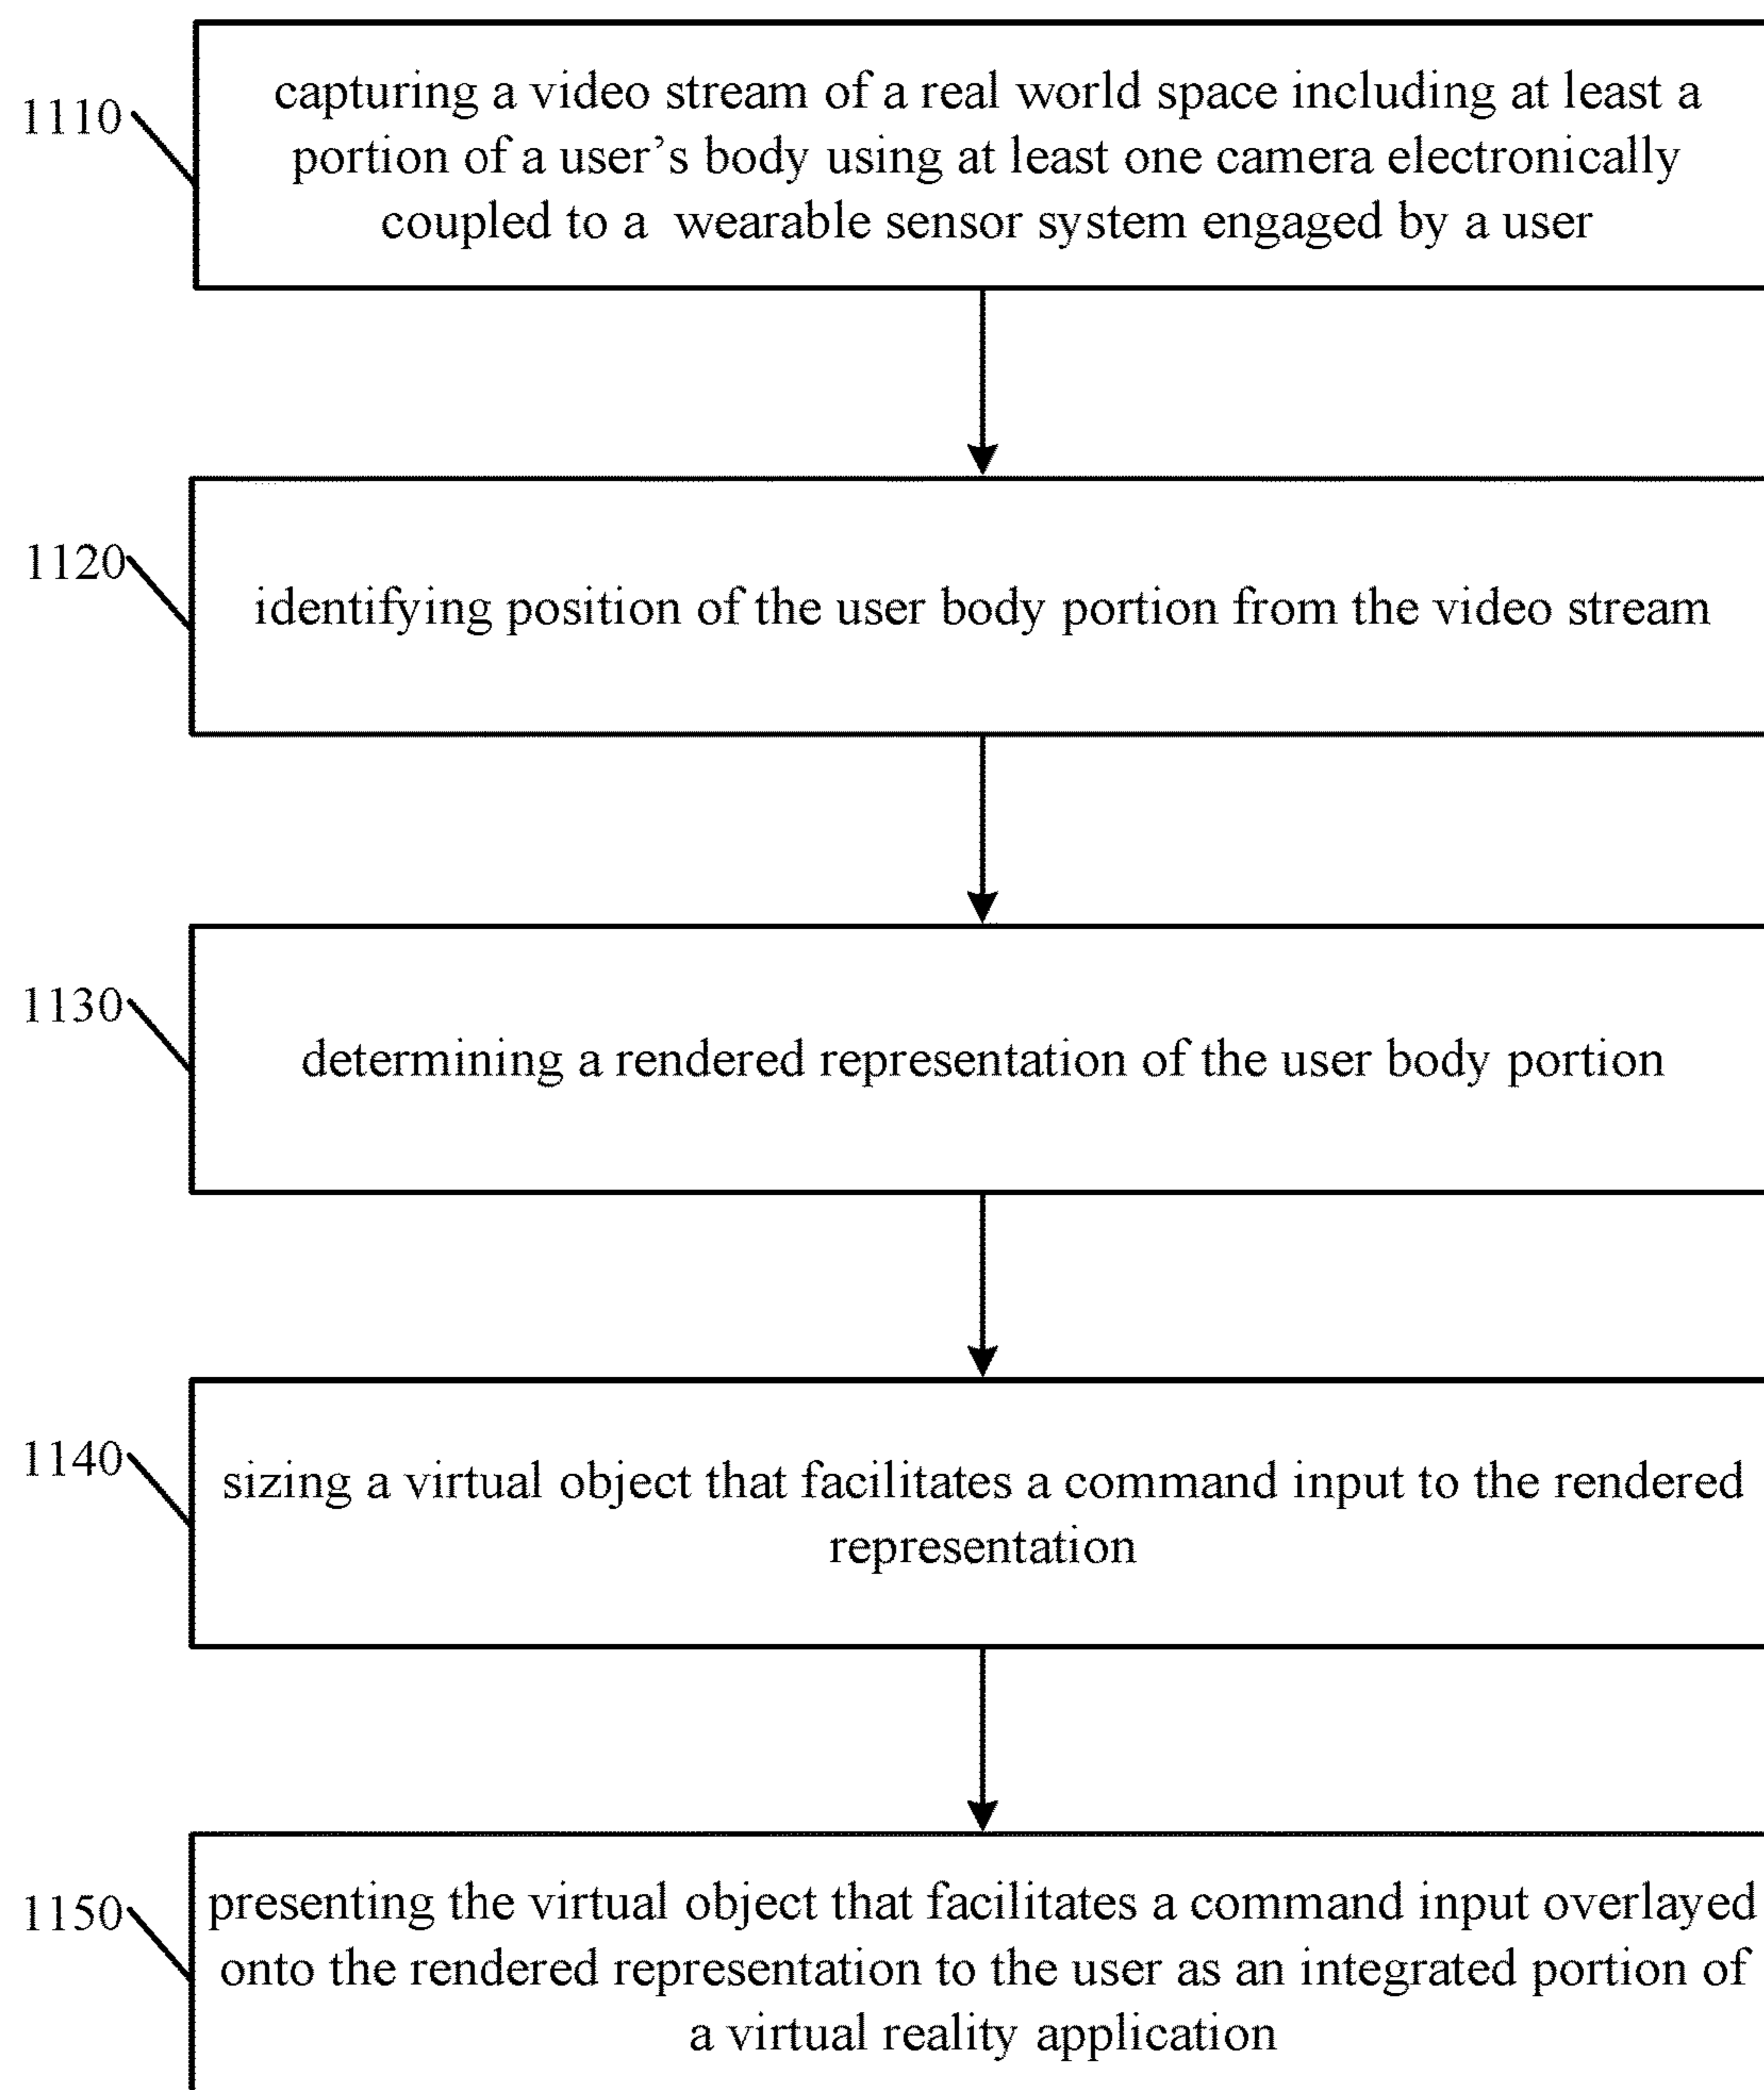 1110
capturing a video stream of a real world space including at least a
portion of a user’s body using at least one camera electronically
coupled to a wearable sensor system engaged by a user
1120
identifying position of the user body portion from the video stream
1130
determining a rendered representation of the user body portion
1140
sizing a virtual object that facilitates a command input to the rendered
representation
1150
presenting the virtual object that facilitates a command input overlayed
onto the rendered representation to the user as an integrated portion of
a virtual reality application